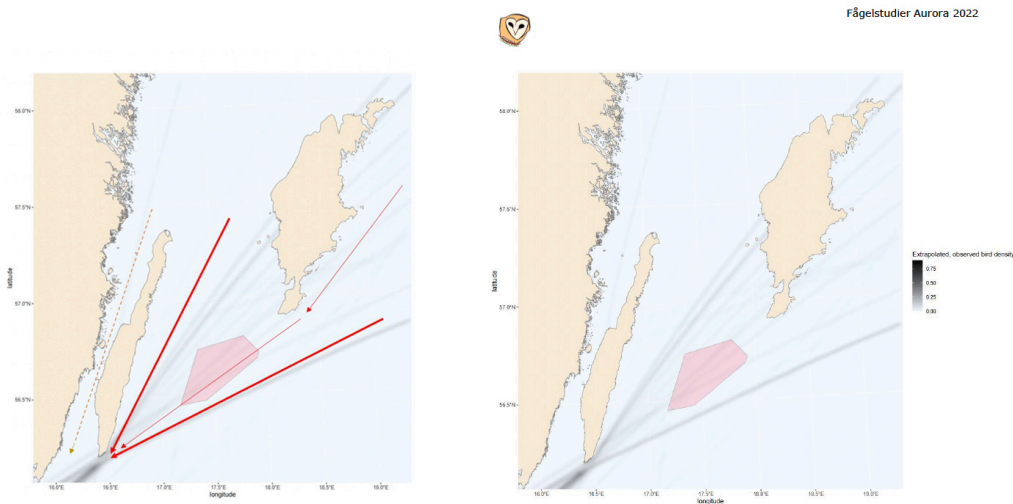 Fågelstudier Aurora 2022
58.0°N
57.5°N
57.0°N
56.5°N
latitude
16.0°E 16.5°E 17.0°E 17.5°E 18.0°E 18.5°E 19.0°E
longitude
58.0°N
57.5°N
57.0°N
56.5°N
latitude
16.0°E 16.5°E 17.0°E 17.5°E 18.0°E 18.5°E 19.0°E
longitude
Extrapolated, observed bird density
0.75
0.50
0.25
0.00